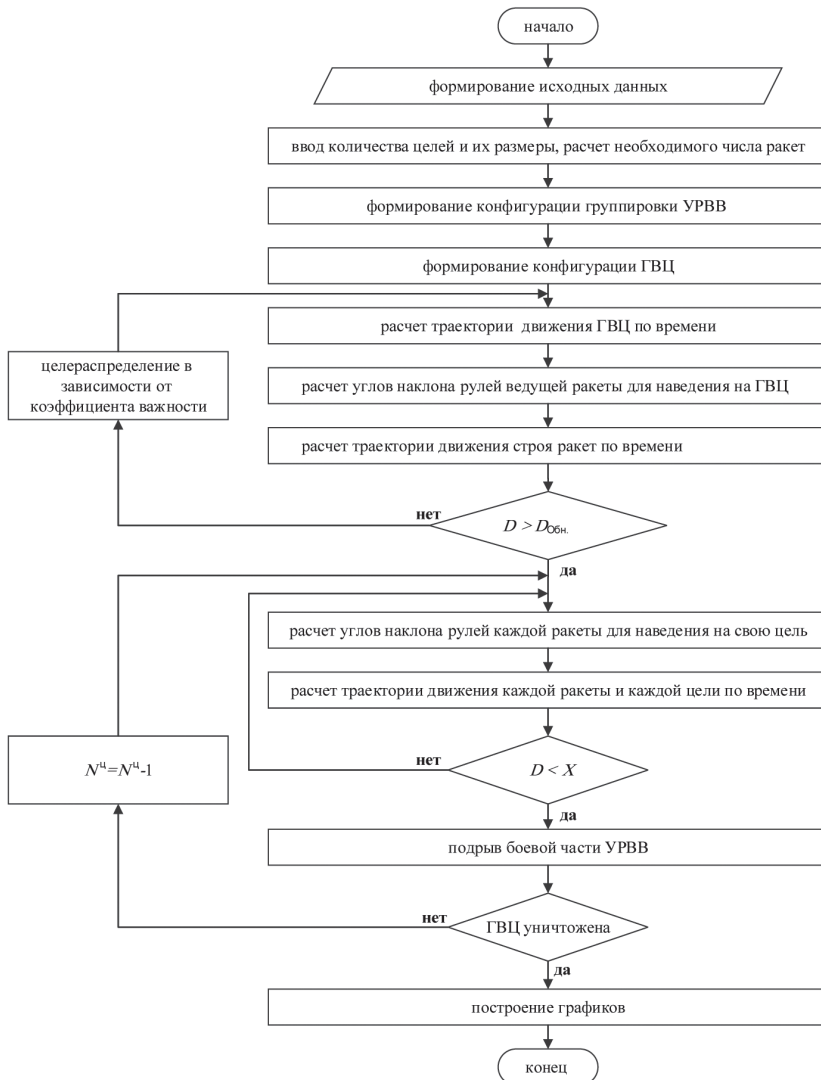 начало
формирование исходных данных
ввод количества целей и их размеры, расчет необходимого числа ракет
формирование конфигурации группировки УРВВ
формирование конфигурации ГВЦ
расчет траектории движения ГВЦ по времени
целераспределение в
зависимости от
коэффициента важности
расчет углов наклона рулей ведущей ракеты для наведения на ГВЦ
расчет траектории движения строя ракет по времени
нет
D > Dобн.
да
расчет углов наклона рулей каждой ракеты для наведения на свою цель
расчет траектории движения каждой ракеты и каждой цели по времени
нет
D < X
Nц=Nц-1
да
подрыв боевой части УРВВ
нет
ГВЦ уничтожена
да
построение графиков
конец